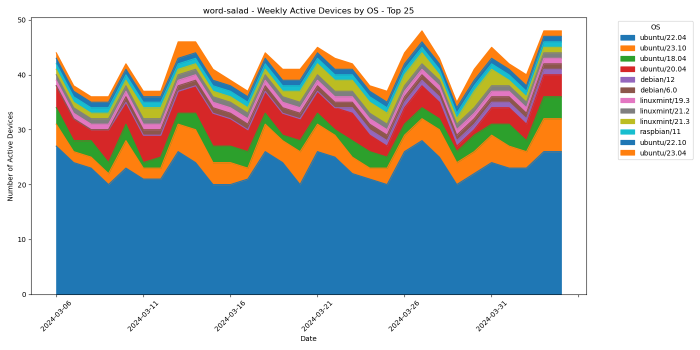 word-salad - Weekly Active Devices by OS - Top 25
50
40
30
20
10
0
Number of Active Devices
2024-03-06
2024-03-11
2024-03-16
2024-03-21
2024-03-26
2024-03-31
Date
OS
ubuntu/22.04
ubuntu/23.10
ubuntu/18.04
ubuntu/20.04
debian/12
debian/6.0
linuxmint/19.3
linuxmint/21.2
linuxmint/21.3
raspbian/11
ubuntu/22.10
ubuntu/23.04